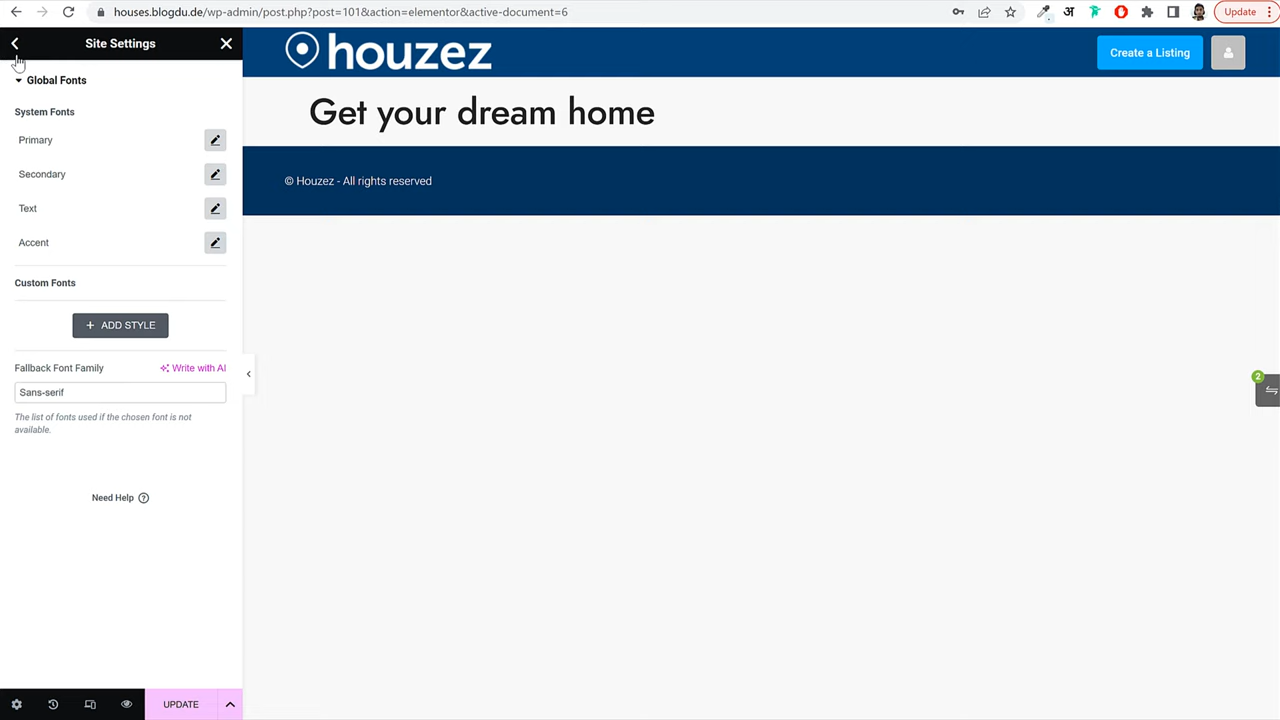 houses.blogdu.de/wp-admin/post.php?post=101&action=elementor&active-document=6
अ
Update
Site Settings
houzez
Create a Listing
Global Fonts
System Fonts
Get your dream home
Primary
Secondary
© Houzez - All rights reserved
Text
Accent
Custom Fonts
+ ADD STYLE
Fallback Font Family
Write with AI
Sans-serif
2
The list of fonts used if the chosen font is not
available.
Need Help ?
UPDATE